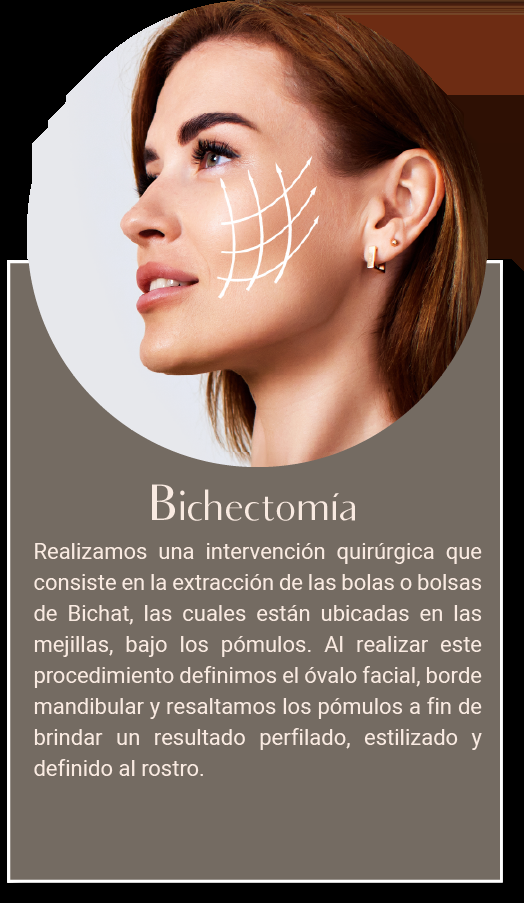 Bichectomía
Realizamos una intervención quirúrgica que
consiste en la extracción de las bolas o bolsas
de Bichat, las cuales están ubicadas en las
mejillas, bajo los pómulos. Al realizar este
procedimiento definimos el óvalo facial, borde
mandibular y resaltamos los pómulos a fin de
brindar un resultado perfilado, estilizado y
definido al rostro.